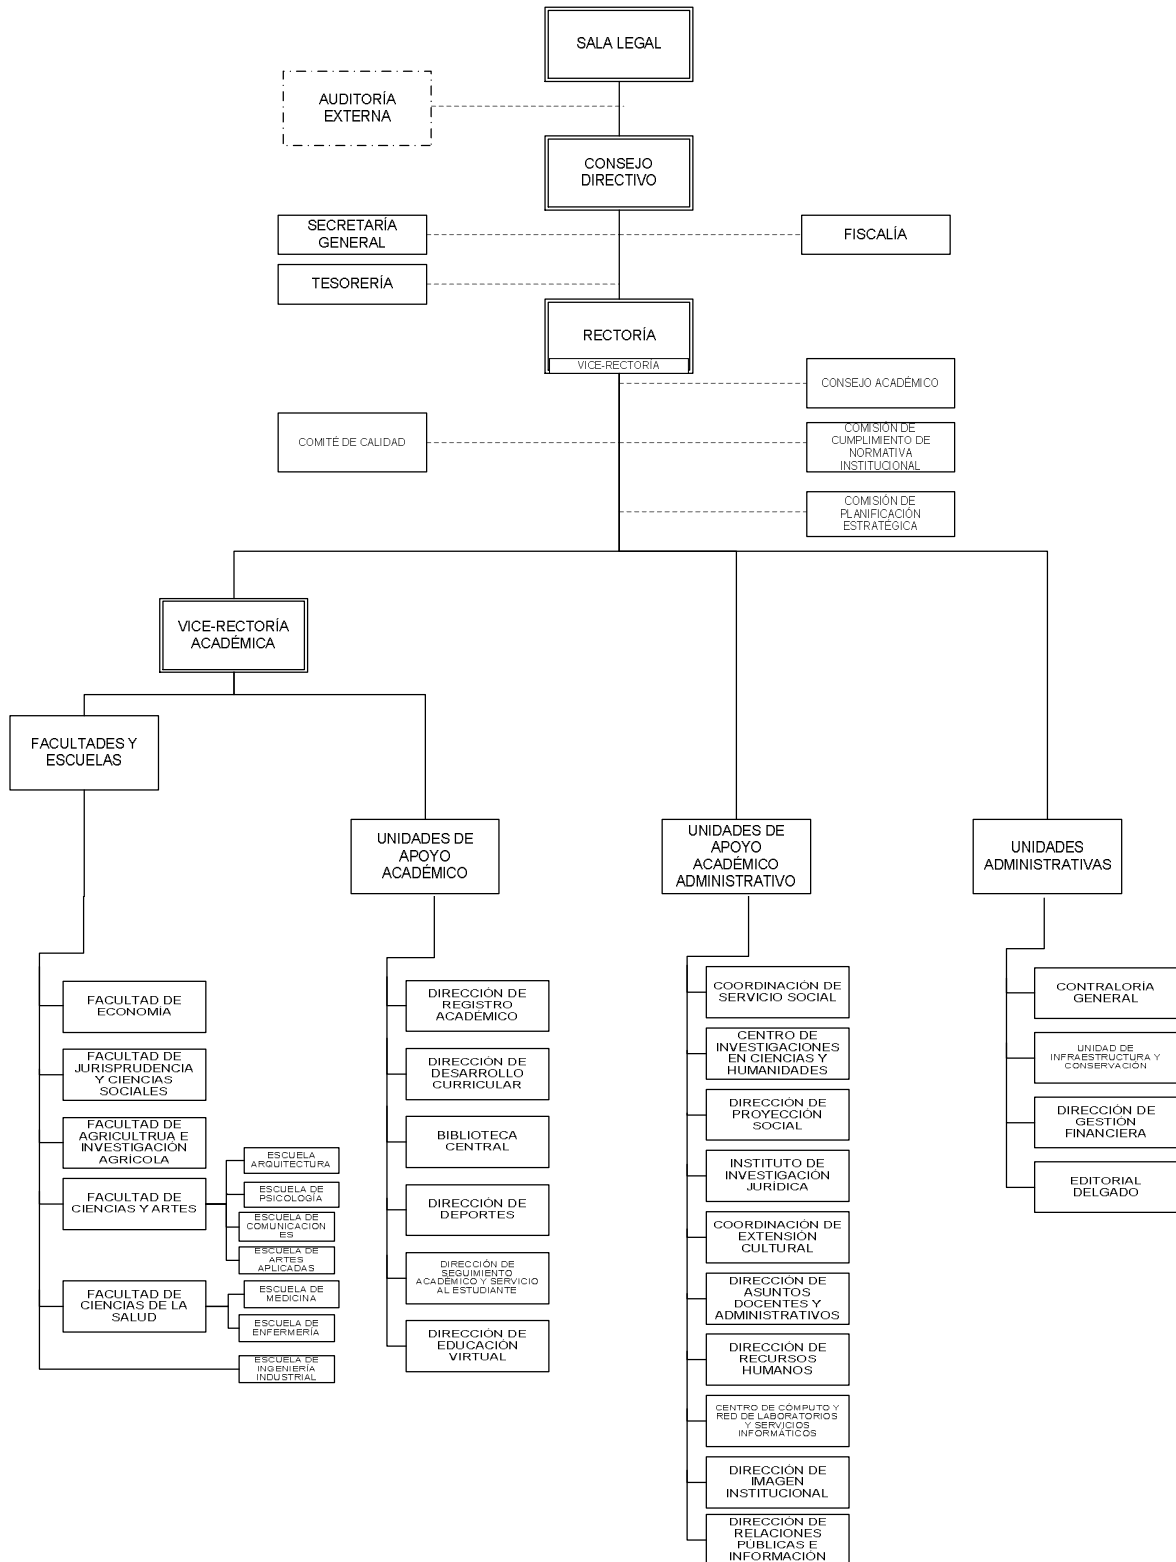 SALA LEGAL
AUDITORÍA
EXTERNA
CONSEJO
DIRECTIVO
SECRETARÍA
GENERAL
FISCALÍA
TESORERÍA
RECTORÍA
VICE-RECTORÍA
CONSEJO ACADÉMICO
COMITÉ DE CALIDAD
COMISIÓN DE
CUMPLIMIENTO DE
NORMATIVA
INSTITUCIONAL
COMISIÓN DE
PLANIFICACIÓN
ESTRATÉGICA
VICE-RECTORÍA
ACADÉMICA
FACULTADES Y
ESCUELAS
UNIDADES DE
APOYO
ACADÉMICO
UNIDADES DE
APOYO
ACADÉMICO
ADMINISTRATIVO
UNIDADES
ADMINISTRATIVAS
FACULTAD DE
ECONOMÍA
FACULTAD DE
JURISPRUDENCIA
Y CIENCIAS
SOCIALES
FACULTAD DE
AGRICULTRUA E
INVESTIGACIÓN
AGRÍCOLA
FACULTAD DE
CIENCIAS Y ARTES
ESCUELA
ARQUITECTURA
ESCUELA DE
PSICOLOGÍA
ESCUELA DE
COMUNICACION
ES
ESCUELA DE
ARTES
APLICADAS
FACULTAD DE
CIENCIAS DE LA
SALUD
ESCUELA DE
MEDICINA
ESCUELA DE
ENFERMERÍA
ESCUELA DE
INGENIERÍA
INDUSTRIAL
DIRECCIÓN DE
REGISTRO
ACADÉMICO
DIRECCIÓN DE
DESARROLLO
CURRICULAR
BIBLIOTECA
CENTRAL
DIRECCIÓN DE
DEPORTES
DIRECCIÓN DE
SEGUIMIENTO
ACADÉMICO Y SERVICIO
AL ESTUDIANTE
DIRECCIÓN DE
EDUCACIÓN
VIRTUAL
COORDINACIÓN DE
SERVICIO SOCIAL
CENTRO DE
INVESTIGACIONES
EN CIENCIAS Y
HUMANIDADES
DIRECCIÓN DE
PROYECCIÓN
SOCIAL
INSTITUTO DE
INVESTIGACIÓN
JURÍDICA
COORDINACIÓN DE
EXTENSIÓN
CULTURAL
DIRECCIÓN DE
ASUNTOS
DOCENTES Y
ADMINISTRATIVOS
DIRECCIÓN DE
RECURSOS
HUMANOS
CENTRO DE CÓMPUTO Y
RED DE LABORATORIOS
Y SERVICIOS
INFORMÁTICOS
DIRECCIÓN DE
IMAGEN
INSTITUCIONAL
DIRECCIÓN DE
RELACIONES
PÚBLICAS E
INFORMACIÓN
CONTRALORÍA
GENERAL
UNIDAD DE
INFRAESTRUCTURA Y
CONSERVACIÓN
DIRECCIÓN DE
GESTIÓN
FINANCIERA
EDITORIAL
DELGADO